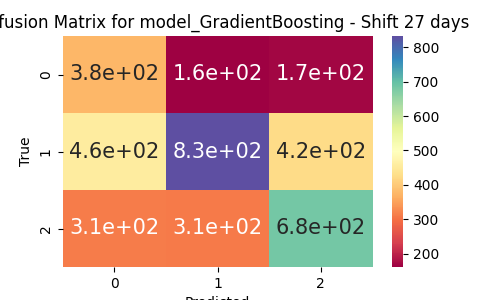 fusion Matrix for model_GradientBoosting - Shift 27 days
0 3.8e+02 1.6e+02 1.7e+02
True 1 4.6e+02 8.3e+02 4.2e+02
2 3.1e+02 3.1e+02 6.8e+02
0 1 2
Predicted
800
700
600
500
400
300
200